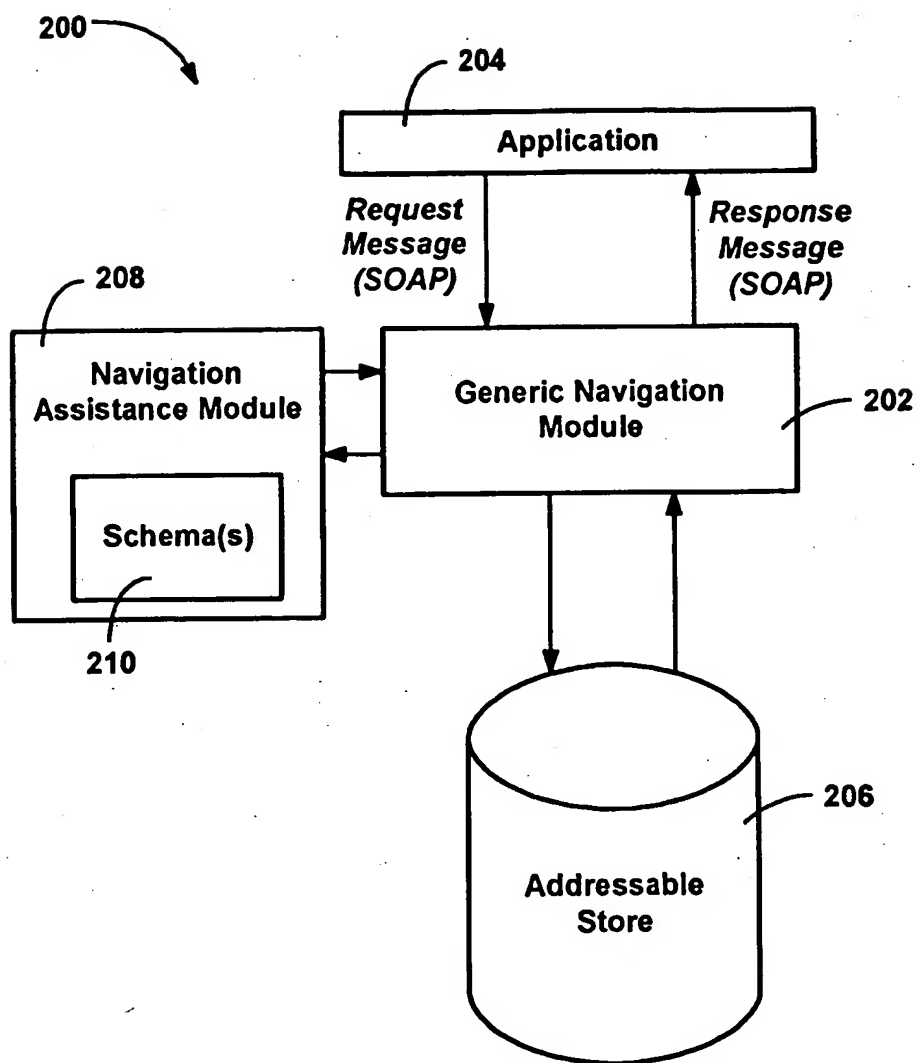 200
204
Application
Request
Message
(SOAP)
Response
Message
(SOAP)
208
Navigation
Assistance Module
Generic Navigation
Module
202
Schema(s)
210
206
Addressable
Store